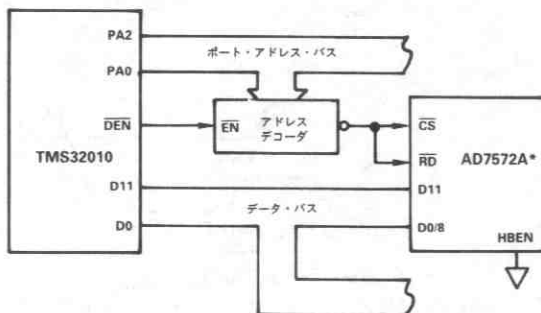 PA2
ポート・アドレス・バス
PA0
DEN
EN
アドレス
デコーダ
CS
TMS32010
RD
AD7572A*
D11
D11
データ・バス
D0
D0/8
HBEN